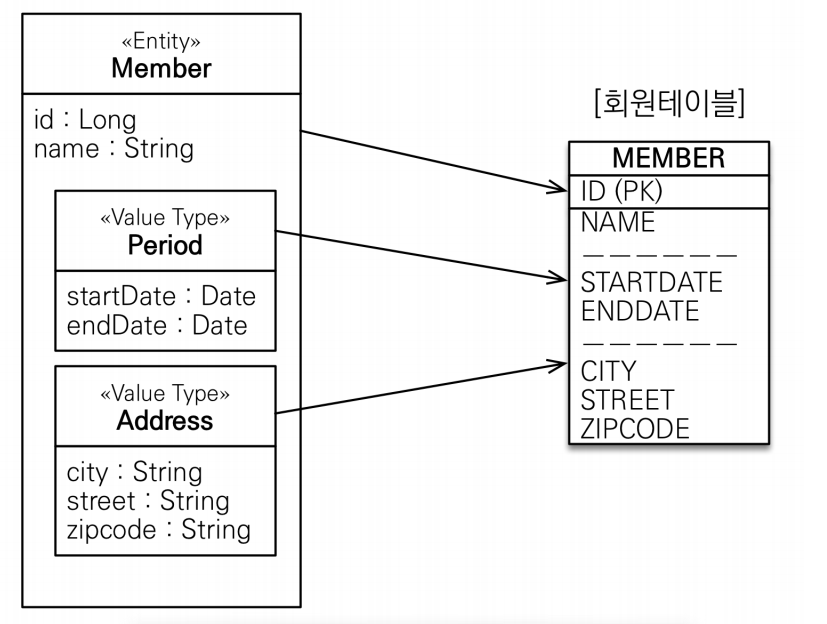 «Entity»
Member
id : Long
name : String
«Value Type»
Period
startDate : Date
endDate : Date
«Value Type»
Address
city : String
street : String
zipcode : String
[회원테이블]
MEMBER
ID (PK)
NAME
STARTDATE
ENDDATE
CITY
STREET
ZIPCODE